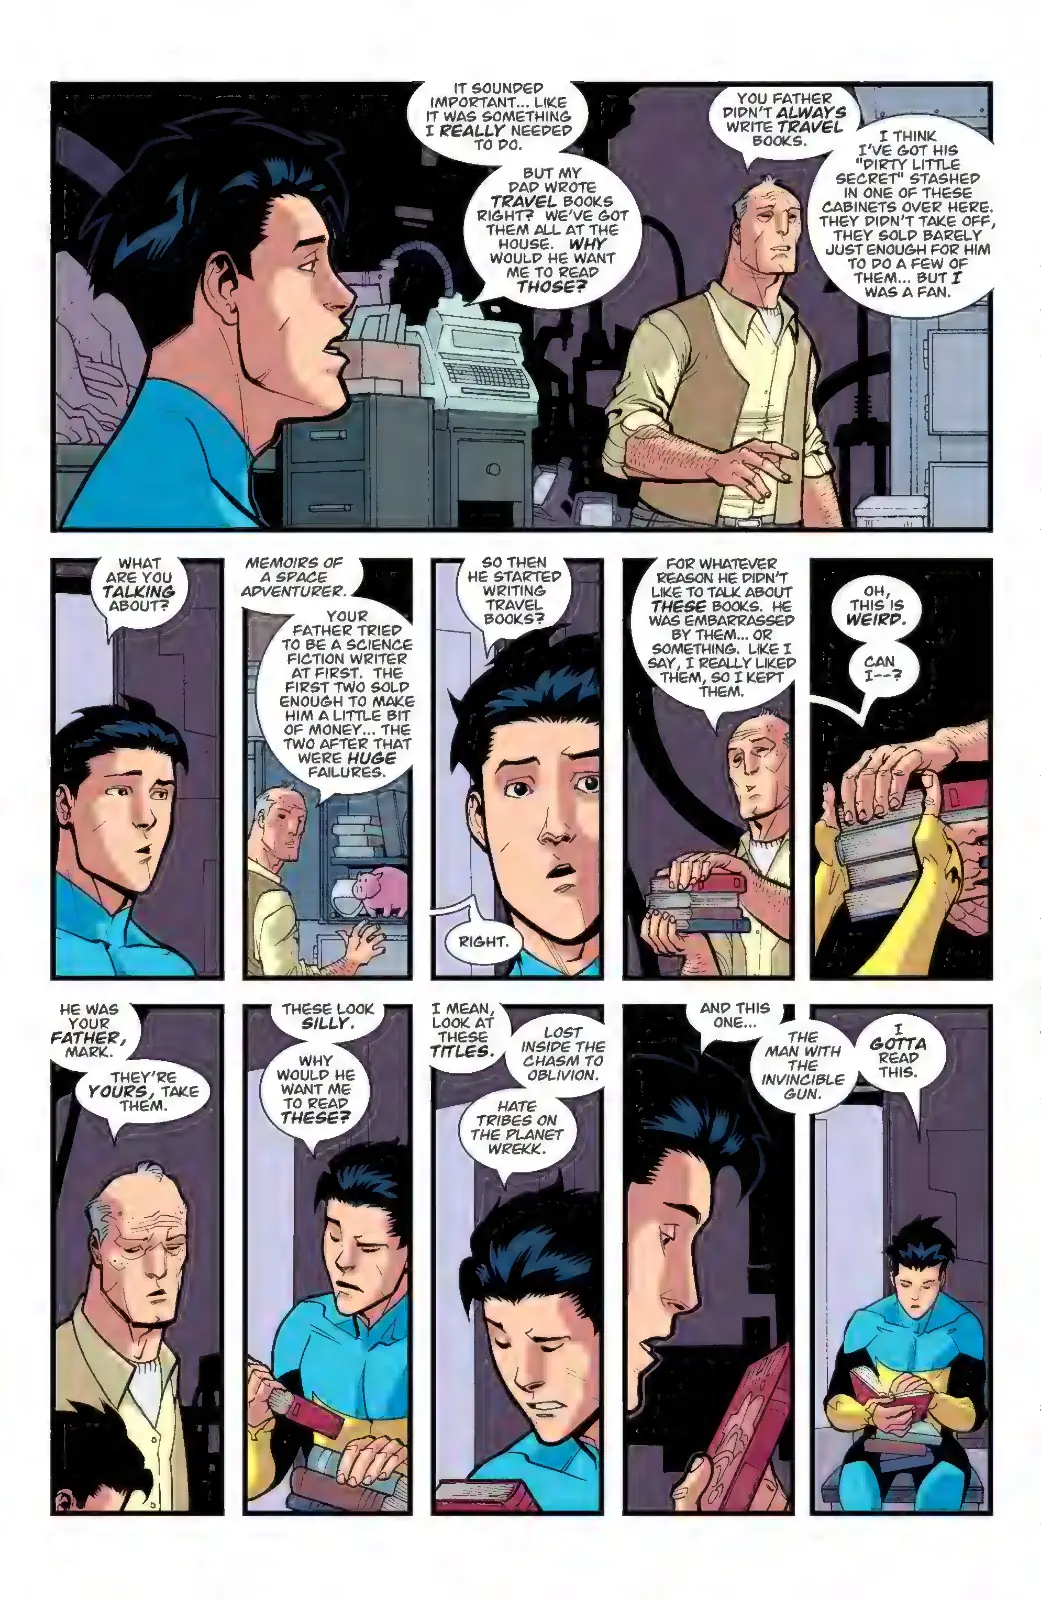 IT SOUNDED
IMPORTANT... LIKE
IT WAS SOMETHING
I REALLY NEEDED
TO DO.
BUT MY
DAD WROTE
TRAVEL BOOKS
RIGHT? WE'VE GOT
THEM ALL AT THE
HOUSE. WHY
WOULD HE WANT
ME TO READ
THOSE?
YOU FATHER
DIDN'T ALWAYS
WRITE TRAVEL
BOOKS.
I THINK
I'VE GOT HIS
"DIRTY LITTLE
SECRET" STASHED
IN ONE OF THESE
CABINETS OVER HERE.
THEY DIDN'T TAKE OFF,
THEY SOLD BARELY
JUST ENOUGH FOR HIM
TO DO A FEW OF
THEM... BUT I
WAS A FAN.
WHAT
ARE YOU
TALKING
ABOUT?
MEMOIRS OF
A SPACE
ADVENTURER.
YOUR
FATHER TRIED
TO BE A SCIENCE
FICTION WRITER
AT FIRST. THE
FIRST TWO SOLD
ENOUGH TO MAKE
HIM A LITTLE BIT
OF MONEY... THE
TWO AFTER THAT
WERE HUGE
FAILURES.
SO THEN
HE STARTED
WRITING
TRAVEL
BOOKS?
RIGHT.
FOR WHATEVER
REASON HE DIDN'T
LIKE TO TALK ABOUT
THESE BOOKS. HE
WAS EMBARRASSED
BY THEM... OR
SOMETHING. LIKE I
SAY, I REALLY LIKED
THEM, SO I KEPT
THEM.
OH,
THIS IS
WEIRD.
CAN
I--?
HE WAS
YOUR
FATHER,
MARK.
THEY'RE
YOURS, TAKE
THEM.
THESE LOOK
SILLY.
WHY
WOULD HE
WANT ME
TO READ
THESE?
I MEAN,
LOOK AT
THESE
TITLES.
LOST
INSIDE THE
CHASM TO
OBLIVION.
HATE
TRIBES ON
THE PLANET
WREKK.
AND THIS
ONE...
THE
MAN WITH
THE
INVINCIBLE
GUN.
I
GOTTA
READ
THIS.